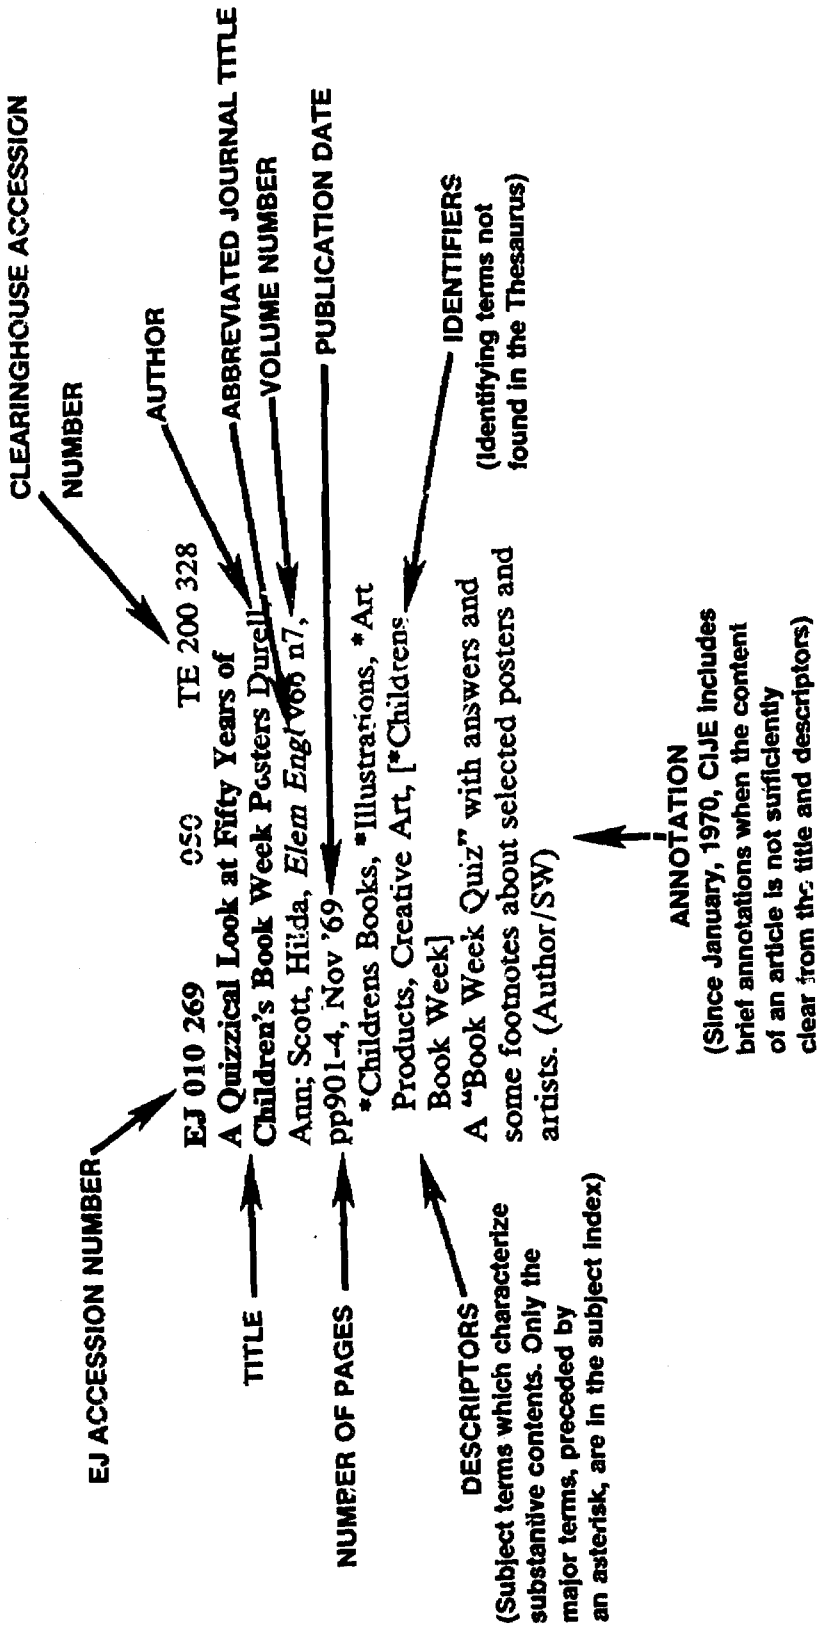 CLEARINGHOUSE ACCESSION
NUMBER
EJ ACCESSION NUMBER
AUTHOR
EJ 010 269 050 TE 200 328
A Quizzical Look at Fifty Years of
Children's Book Week Posters Durell,
Ann; Scott, Hilda, Elem Engl v66 n7,
pp901-4, Nov '69
*Childrens Books, *Illustrations, *Art
Products, Creative Art, [*Childrens
Book Week]
A “Book Week Quiz” with answers and
some footnotes about selected posters and
artists. (Author/SW)
TITLE
ABBREVIATED JOURNAL TITLE
VOLUME NUMBER
NUMBER OF PAGES
PUBLICATION DATE
DESCRIPTORS
(Subject terms which characterize
substantive contents. Only the
major terms, preceded by
an asterisk, are in the subject index)
IDENTIFIERS
(Identifying terms not
found in the Thesaurus)
ANNOTATION
(Since January, 1970, CIJE includes
brief annotations when the content
of an article is not sufficiently
clear from the title and descriptors)